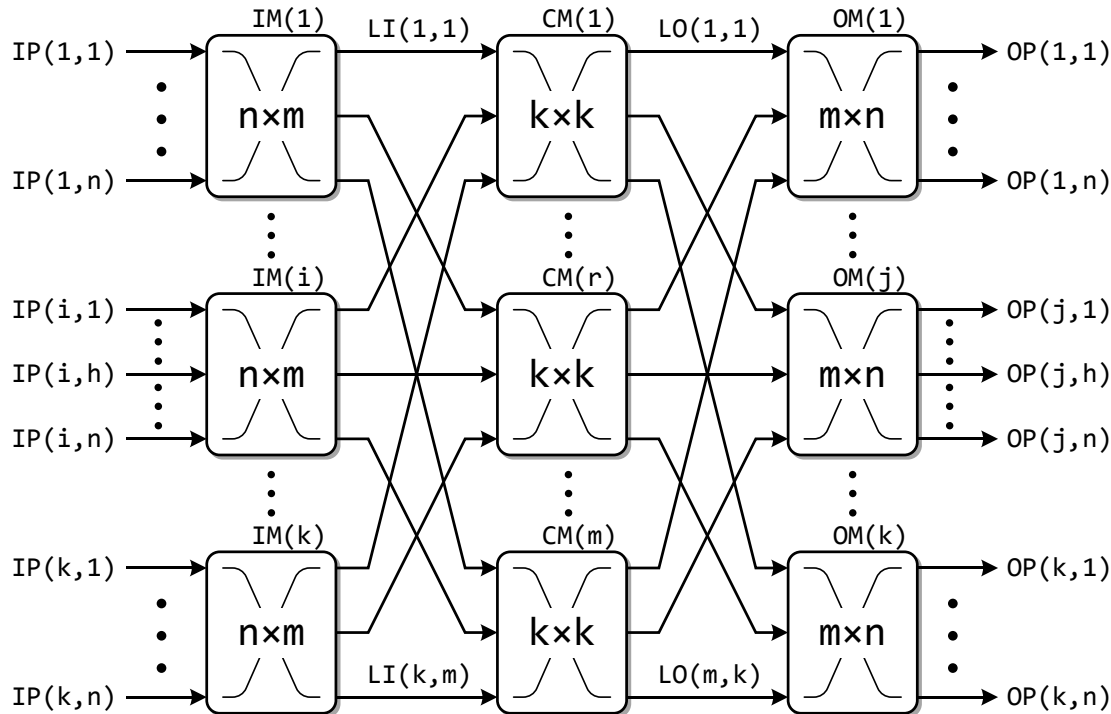 IM(1) CM(1) OM(1)
IP(1,1) LI(1,1) LO(1,1) OP(1,1)
n×m k×k m×n
IP(1,n) OP(1,n)
IM(i) CM(r) OM(j)
IP(i,1) OP(j,1)
IP(i,h) n×m k×k m×n OP(j,h)
IP(i,n) OP(j,n)
IM(k) CM(m) OM(k)
IP(k,1) OP(k,1)
n×m k×k m×n
IP(k,n) LI(k,m) LO(m,k) OP(k,n)